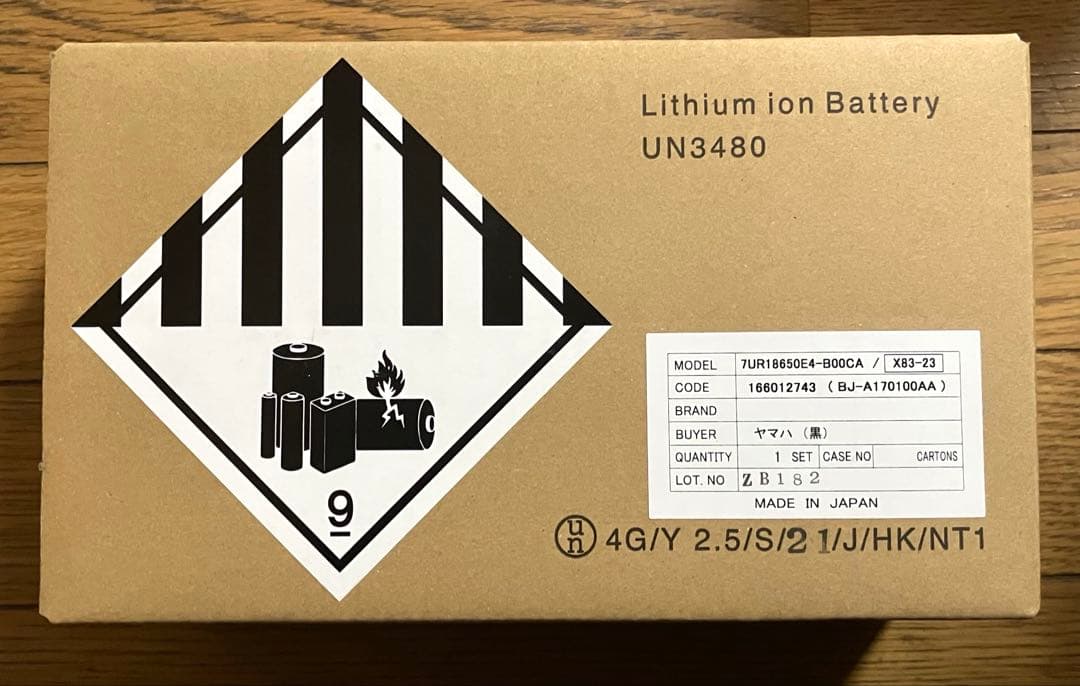 Lithium ion Battery
UN3480
MODEL 7UR18650E4-B00CA / X83-23
CODE 166012743 ( BJ-A170100AA )
BRAND
BUYER ヤマハ (黒)
QUANTITY 1 SET CASE NO CARTONS
LOT. NO ZB182
MADE IN JAPAN
9
un 4G/Y 2.5/S/21/J/HK/NT1